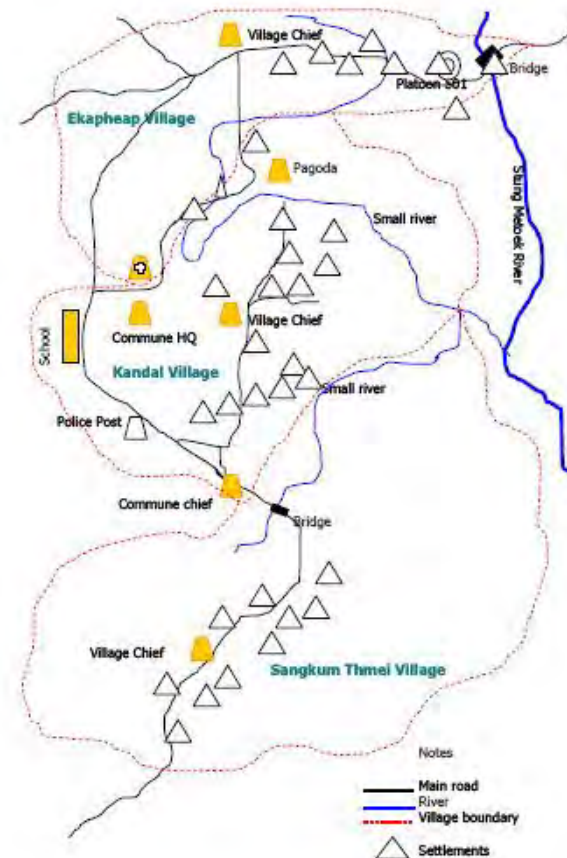 Village Chief
Bridge
Platoon 801
Ekapheap Village
Pagoda
Stung Metoek River
Small river
Commune HQ
Village Chief
School
Kandal Village
Small river
Police Post
Commune chief
Bridge
Village Chief
Sangkum Thmei Village
Notes
Main road
River
Village boundary
Settlements